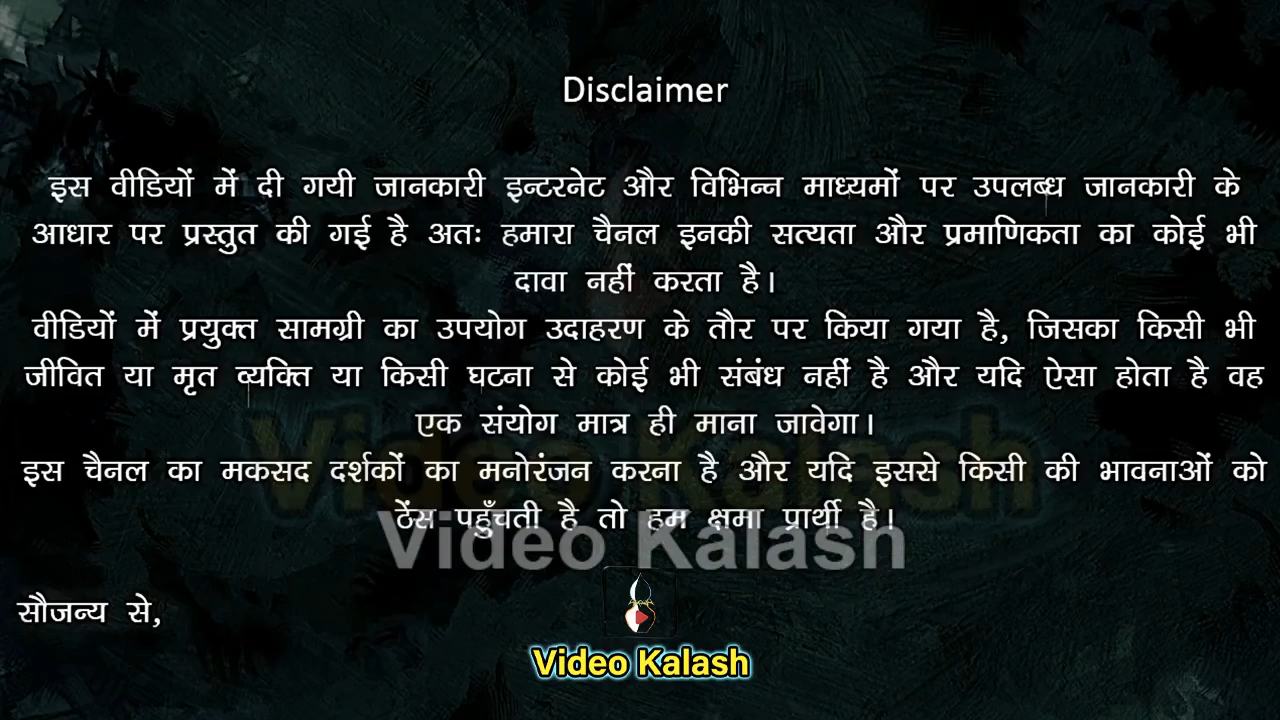 Disclaimer
इस वीडियों में दी गयी जानकारी इन्टरनेट और विभिन्न माध्यमों पर उपलब्ध जानकारी के
आधार पर प्रस्तुत की गई है अतः हमारा चैनल इनकी सत्यता और प्रमाणिकता का कोई भी
दावा नहीं करता है।
वीडियों में प्रयुक्त सामग्री का उपयोग उदाहरण के तौर पर किया गया है, जिसका किसी भी
जीवित या मृत व्यक्ति या किसी घटना से कोई भी संबंध नहीं है और यदि ऐसा होता है वह
एक संयोग मात्र ही माना जावेगा।
Video Kalash
इस चैनल का मकसद दर्शकों का मनोरंजन करना है और यदि इससे किसी की भावनाओं को
ठेंस पहुँचती है तो हम क्षमा प्रार्थी है।
Video Kalash
सौजन्य से,
Video Kalash